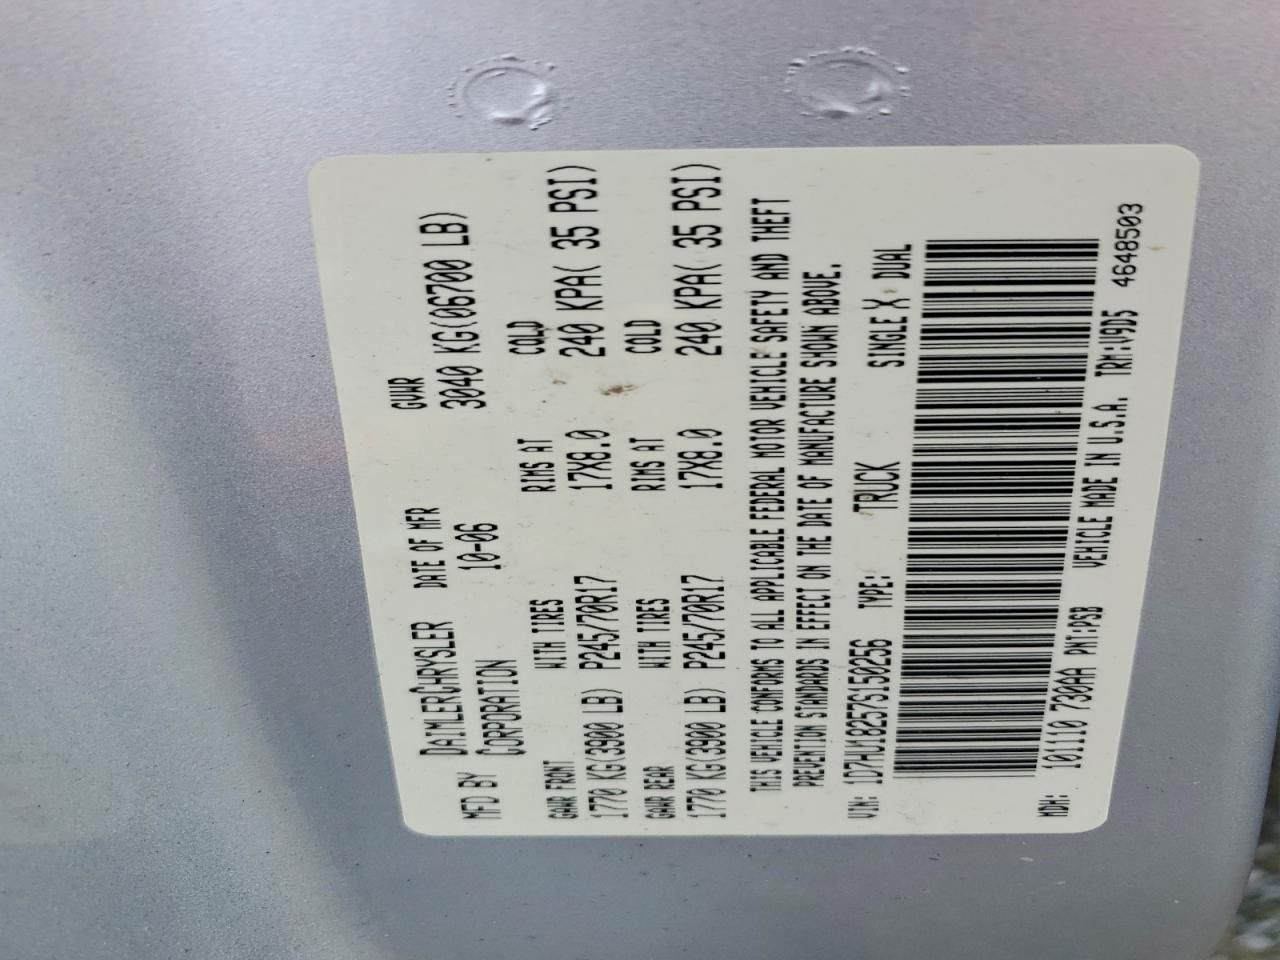 MFD BY DAIMLERCHRYSLER CORPORATION DATE OF MFR 10-06 GVWR 3040 KG(06700 LB)
GAWR FRONT WITH TIRES RIMS AT COLD
1770 KG(3900 LB) P245/70R17 17X8.0 240 KPA( 35 PSI)
GAWR REAR WITH TIRES RIMS AT COLD
1770 KG(3900 LB) P245/70R17 17X8.0 240 KPA( 35 PSI)
THIS VEHICLE CONFORMS TO ALL APPLICABLE FEDERAL MOTOR VEHICLE SAFETY AND THEFT
PREVENTION STANDARDS IN EFFECT ON THE DATE OF MANUFACTURE SHOWN ABOVE.
VIN: 1D7HU18257S150256 TYPE: TRUCK SINGLE X DUAL
MDH: 101110 730AA PNT:PSB VEHICLE MADE IN U.S.A. TRM:V9D5 4648503